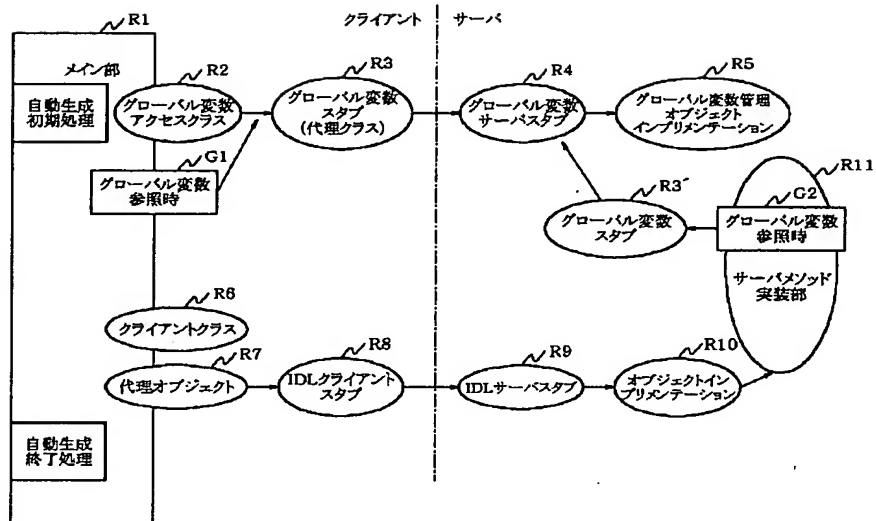 クライアント
サーバ
R1
メイン部
自動生成
初期処理
R2
グローバル変数
アクセスクラス
R3
グローバル変数
スタブ
(代理クラス)
R4
グローバル変数
サーバスタブ
R5
グローバル変数管理
オブジェクト
インプリメンテーション
G1
グローバル変数
参照時
R3´
グローバル変数
スタブ
R11
G2
グローバル変数
参照時
サーバメソッド
実装部
R6
クライアントクラス
R7
代理オブジェクト
R8
IDLクライアント
スタブ
R9
IDLサーバスタブ
R10
オブジェクトイン
プリメンテーション
自動生成
終了処理